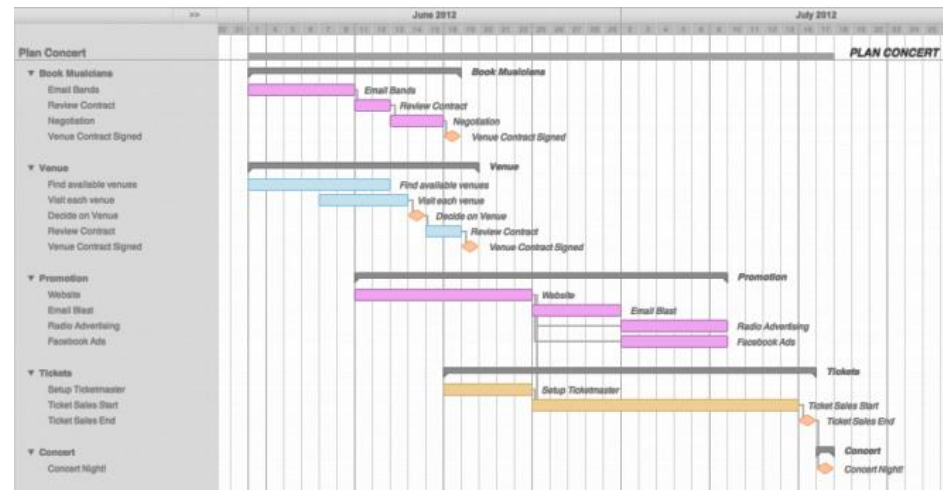 >> June 2012 July 2012
Plan Concert PLAN CONCERT
▼ Book Musicians Book Musicians
Email Bands Email Bands
Review Contract Review Contract
Negotiation Negotiation
Venue Contract Signed Venue Contract Signed
▼ Venue Venue
Find available venues Find available venues
Visit each venue Visit each venue
Decide on Venue Decide on Venue
Review Contract Review Contract
Venue Contract Signed Venue Contract Signed
▼ Promotion Promotion
Website Website
Email Blast Email Blast
Radio Advertising Radio Advertising
Facebook Ads Facebook Ads
▼ Tickets Tickets
Setup Ticketmaster Setup Ticketmaster
Ticket Sales Start Ticket Sales Start
Ticket Sales End Ticket Sales End
▼ Concert Concert
Concert Night! Concert Night!